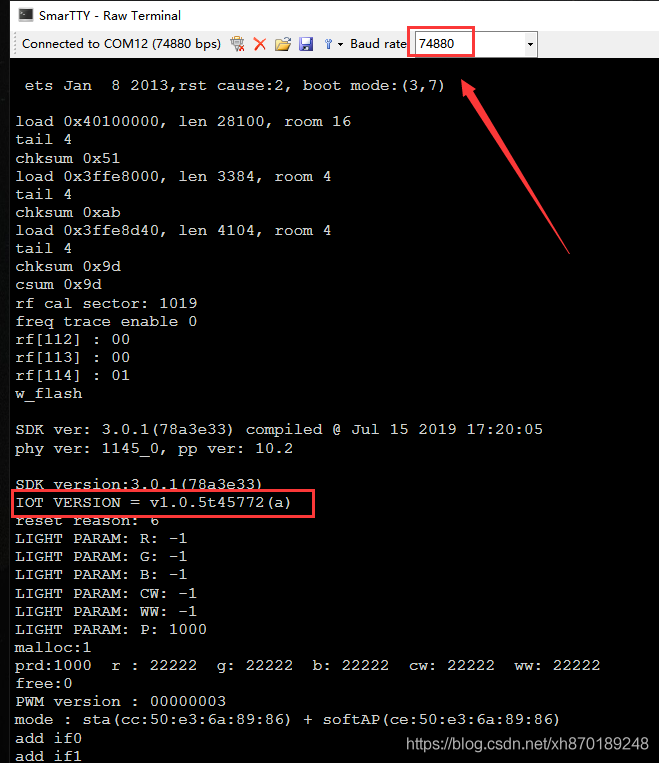 SmarTTY - Raw Terminal
Connected to COM12 (74880 bps) Baud rate 74880
ets Jan  8 2013,rst cause:2, boot mode:(3,7)
load 0x40100000, len 28100, room 16
tail 4
chksum 0x51
load 0x3ffe8000, len 3384, room 4
tail 4
chksum 0xab
load 0x3ffe8d40, len 4104, room 4
tail 4
chksum 0x9d
csum 0x9d
rf cal sector: 1019
freq trace enable 0
rf[112] : 00
rf[113] : 00
rf[114] : 01
w_flash
SDK ver: 3.0.1(78a3e33) compiled @ Jul 15 2019 17:20:05
phy ver: 1145_0, pp ver: 10.2
SDK version:3.0.1(78a3e33)
IOT VERSION = v1.0.5t45772(a)
reset reason: 6
LIGHT PARAM: R: -1
LIGHT PARAM: G: -1
LIGHT PARAM: B: -1
LIGHT PARAM: CW: -1
LIGHT PARAM: WW: -1
LIGHT PARAM: P: 1000
malloc:1
prd:1000  r : 22222  g: 22222  b: 22222  cw: 22222  ww: 22222
free:0
PWM version : 00000003
mode : sta(cc:50:e3:6a:89:86) + softAP(ce:50:e3:6a:89:86)
add if0
add if1
https://blog.csdn.net/xh870189248